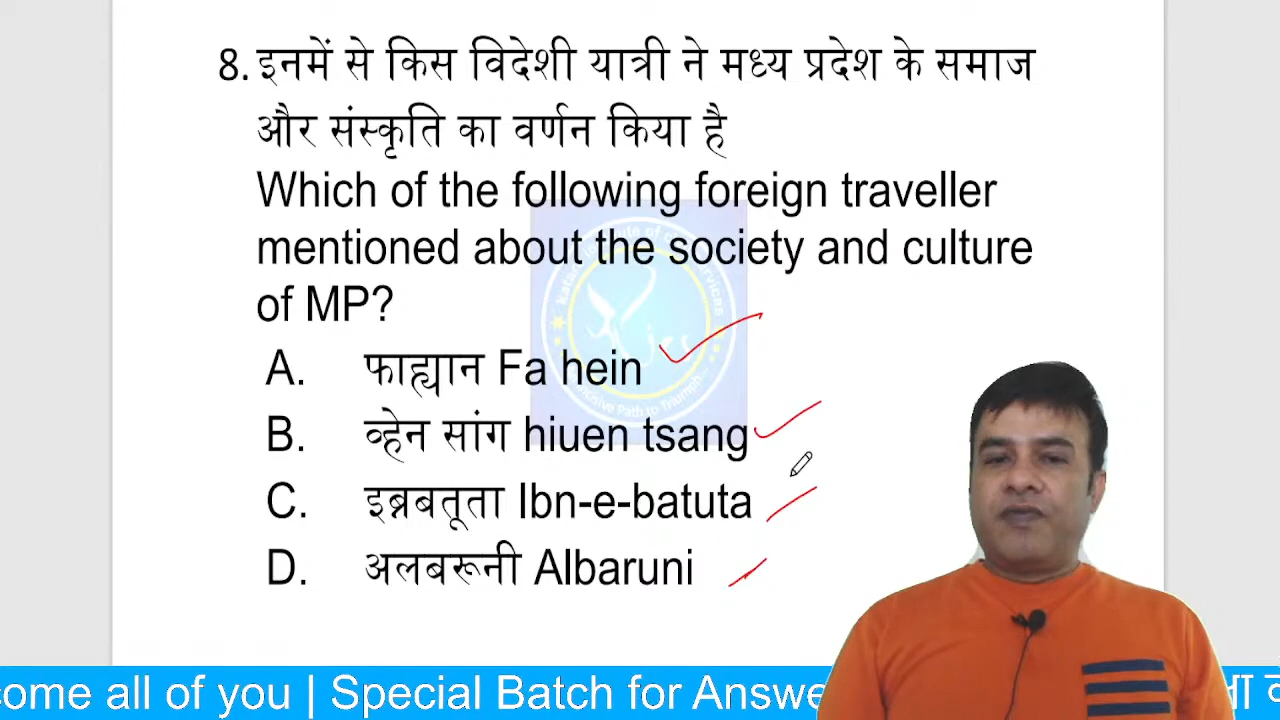 8. इनमें से किस विदेशी यात्री ने मध्य प्रदेश के समाज
और संस्कृति का वर्णन किया है
Which of the following foreign traveller
mentioned about the society and culture
of MP?
A. फाह्यान Fa hein
B. व्हेन सांग hiuen tsang
C. इब्नबतूता Ibn-e-batuta
D. अलबरूनी Albaruni
come all of you | Special Batch for Answe